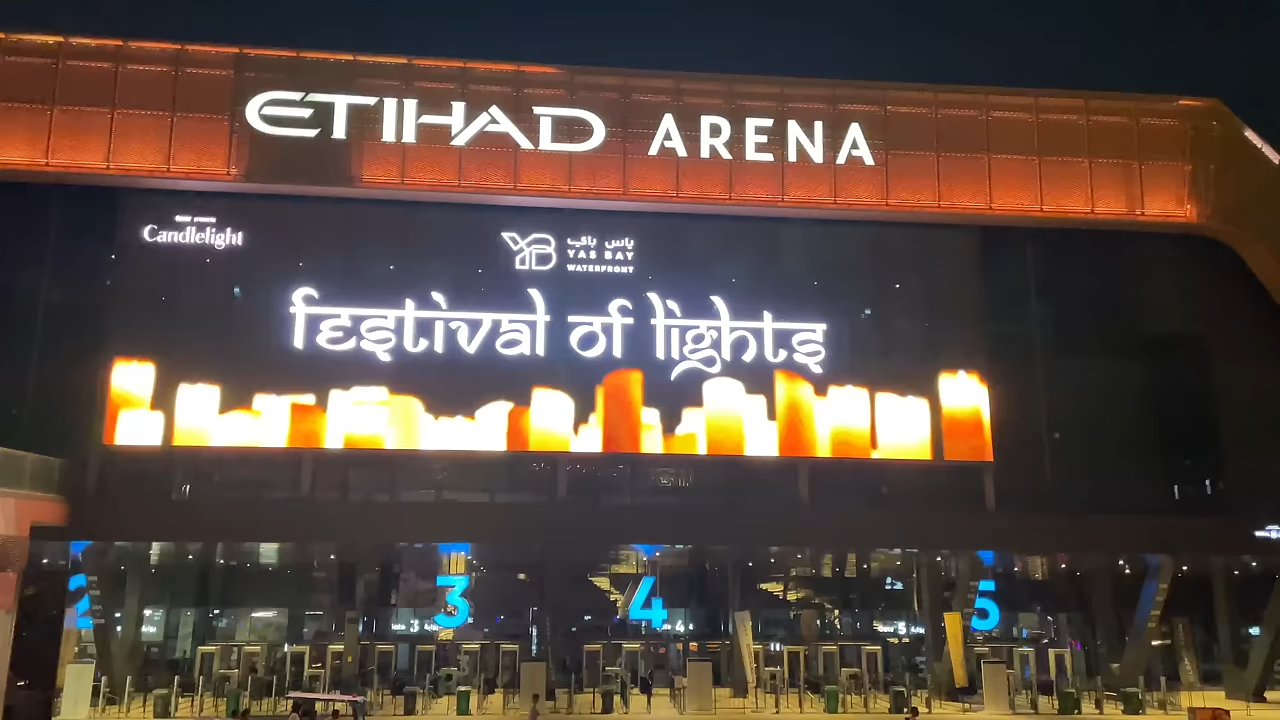 ETIHAD ARENA
Candlelight
ياس باي
YAS BAY
WATERFRONT
festival of lights
2
3
4
5